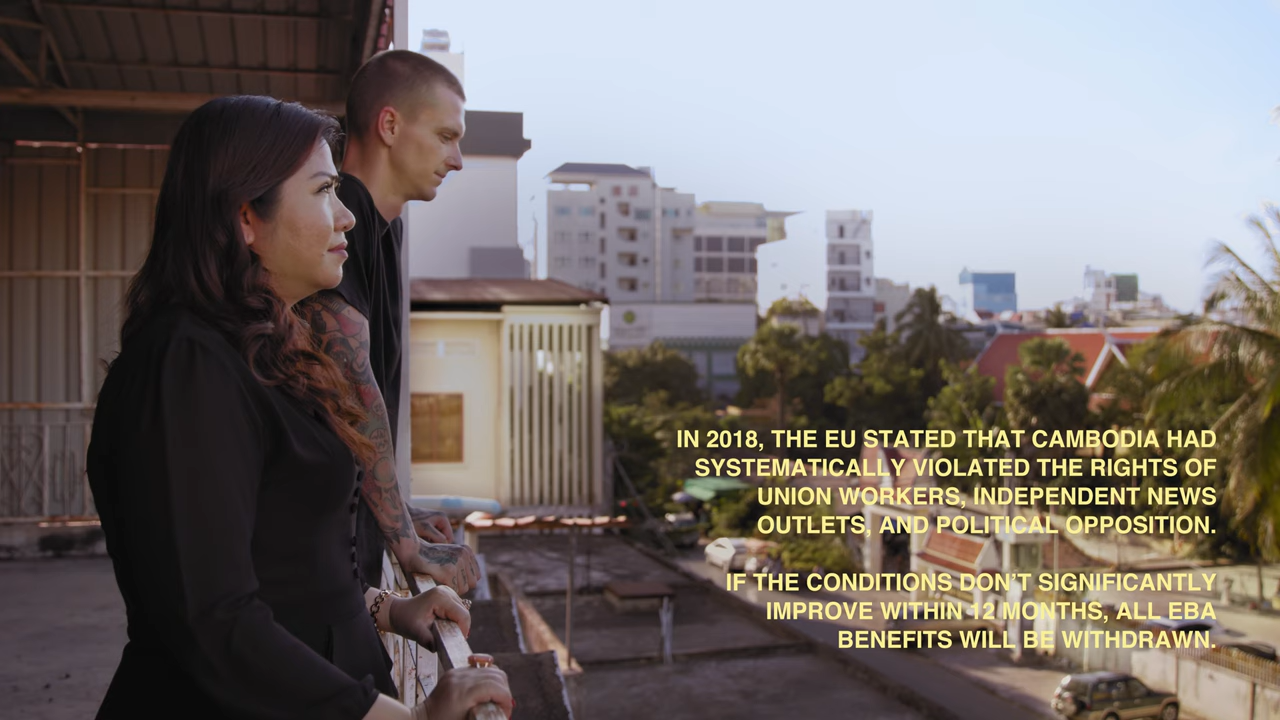 IN 2018, THE EU STATED THAT CAMBODIA HAD
SYSTEMATICALLY VIOLATED THE RIGHTS OF
UNION WORKERS, INDEPENDENT NEWS
OUTLETS, AND POLITICAL OPPOSITION.
IF THE CONDITIONS DON'T SIGNIFICANTLY
IMPROVE WITHIN 12 MONTHS, ALL EBA
BENEFITS WILL BE WITHDRAWN.